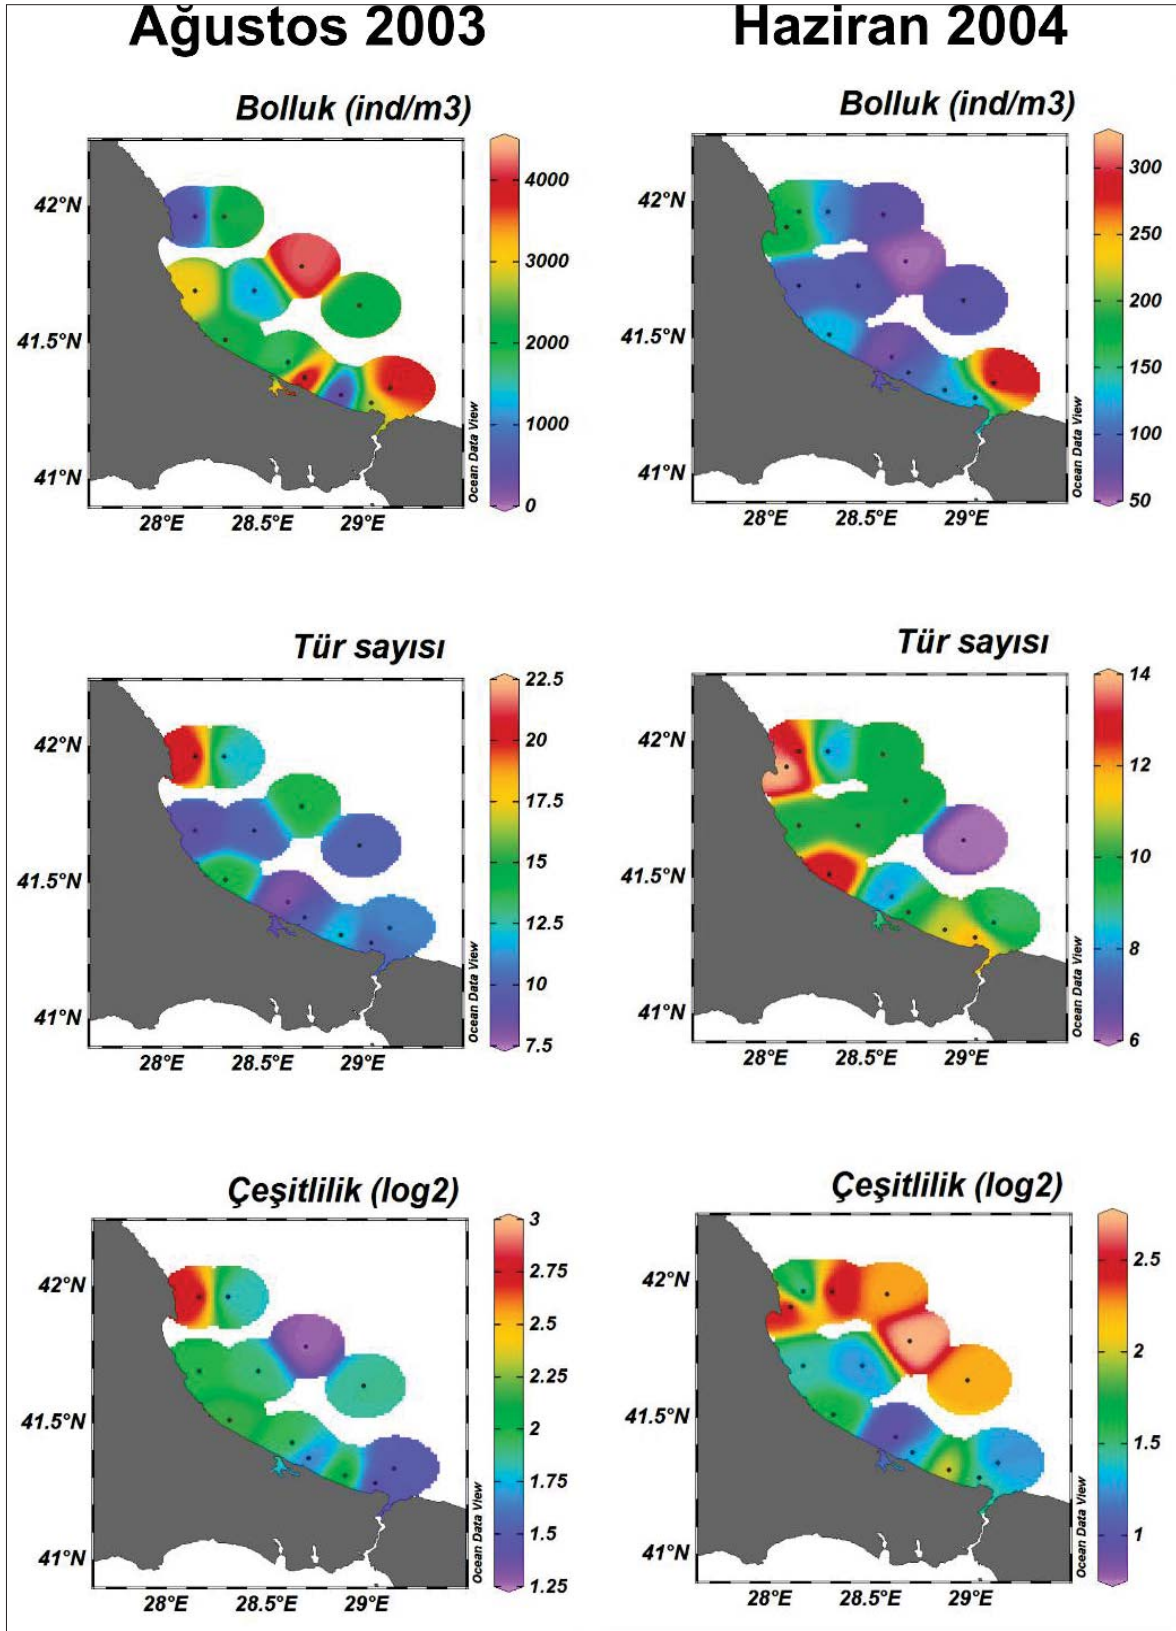 Ağustos 2003
Haziran 2004
Bolluk (ind/m3)
42°N
41.5°N
41°N
28°E 28.5°E 29°E
4000
3000
2000
1000
0
Ocean Data View
Bolluk (ind/m3)
42°N
41.5°N
41°N
28°E 28.5°E 29°E
300
250
200
150
100
50
Ocean Data View
Tür sayısı
42°N
41.5°N
41°N
28°E 28.5°E 29°E
22.5
20
17.5
15
12.5
10
7.5
Ocean Data View
Tür sayısı
42°N
41.5°N
41°N
28°E 28.5°E 29°E
14
12
10
8
6
Ocean Data View
Çeşitlilik (log2)
42°N
41.5°N
41°N
28°E 28.5°E 29°E
3
2.75
2.5
2.25
2
1.75
1.5
1.25
Ocean Data View
Çeşitlilik (log2)
42°N
41.5°N
41°N
28°E 28.5°E 29°E
2.5
2
1.5
1
Ocean Data View